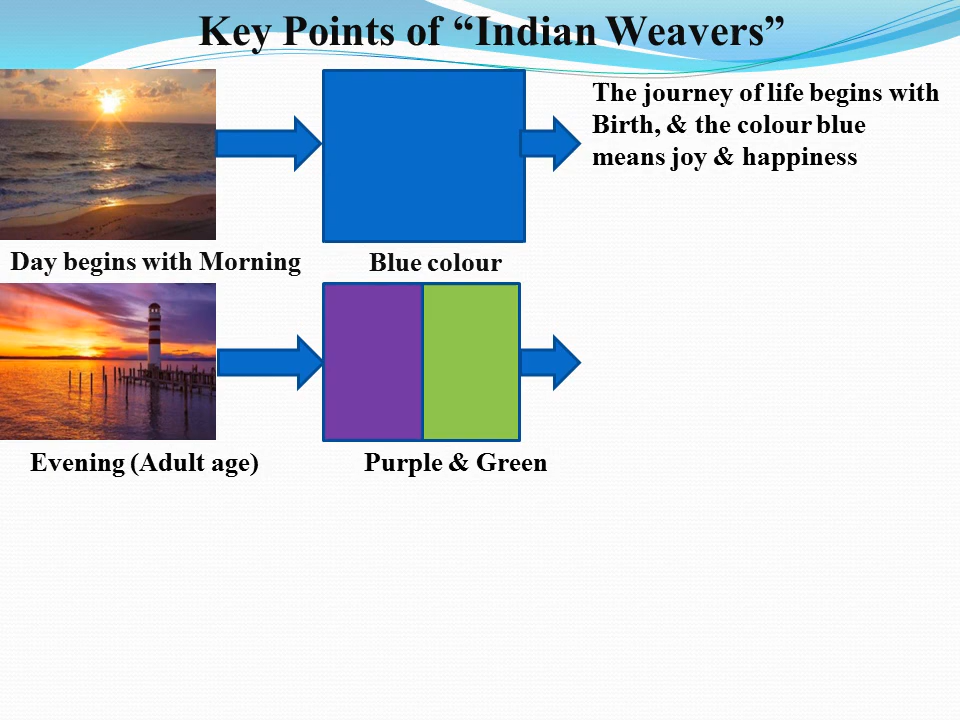 Key Points of “Indian Weavers”
The journey of life begins with
Birth, & the colour blue
means joy & happiness
Day begins with Morning
Blue colour
Evening (Adult age)
Purple & Green